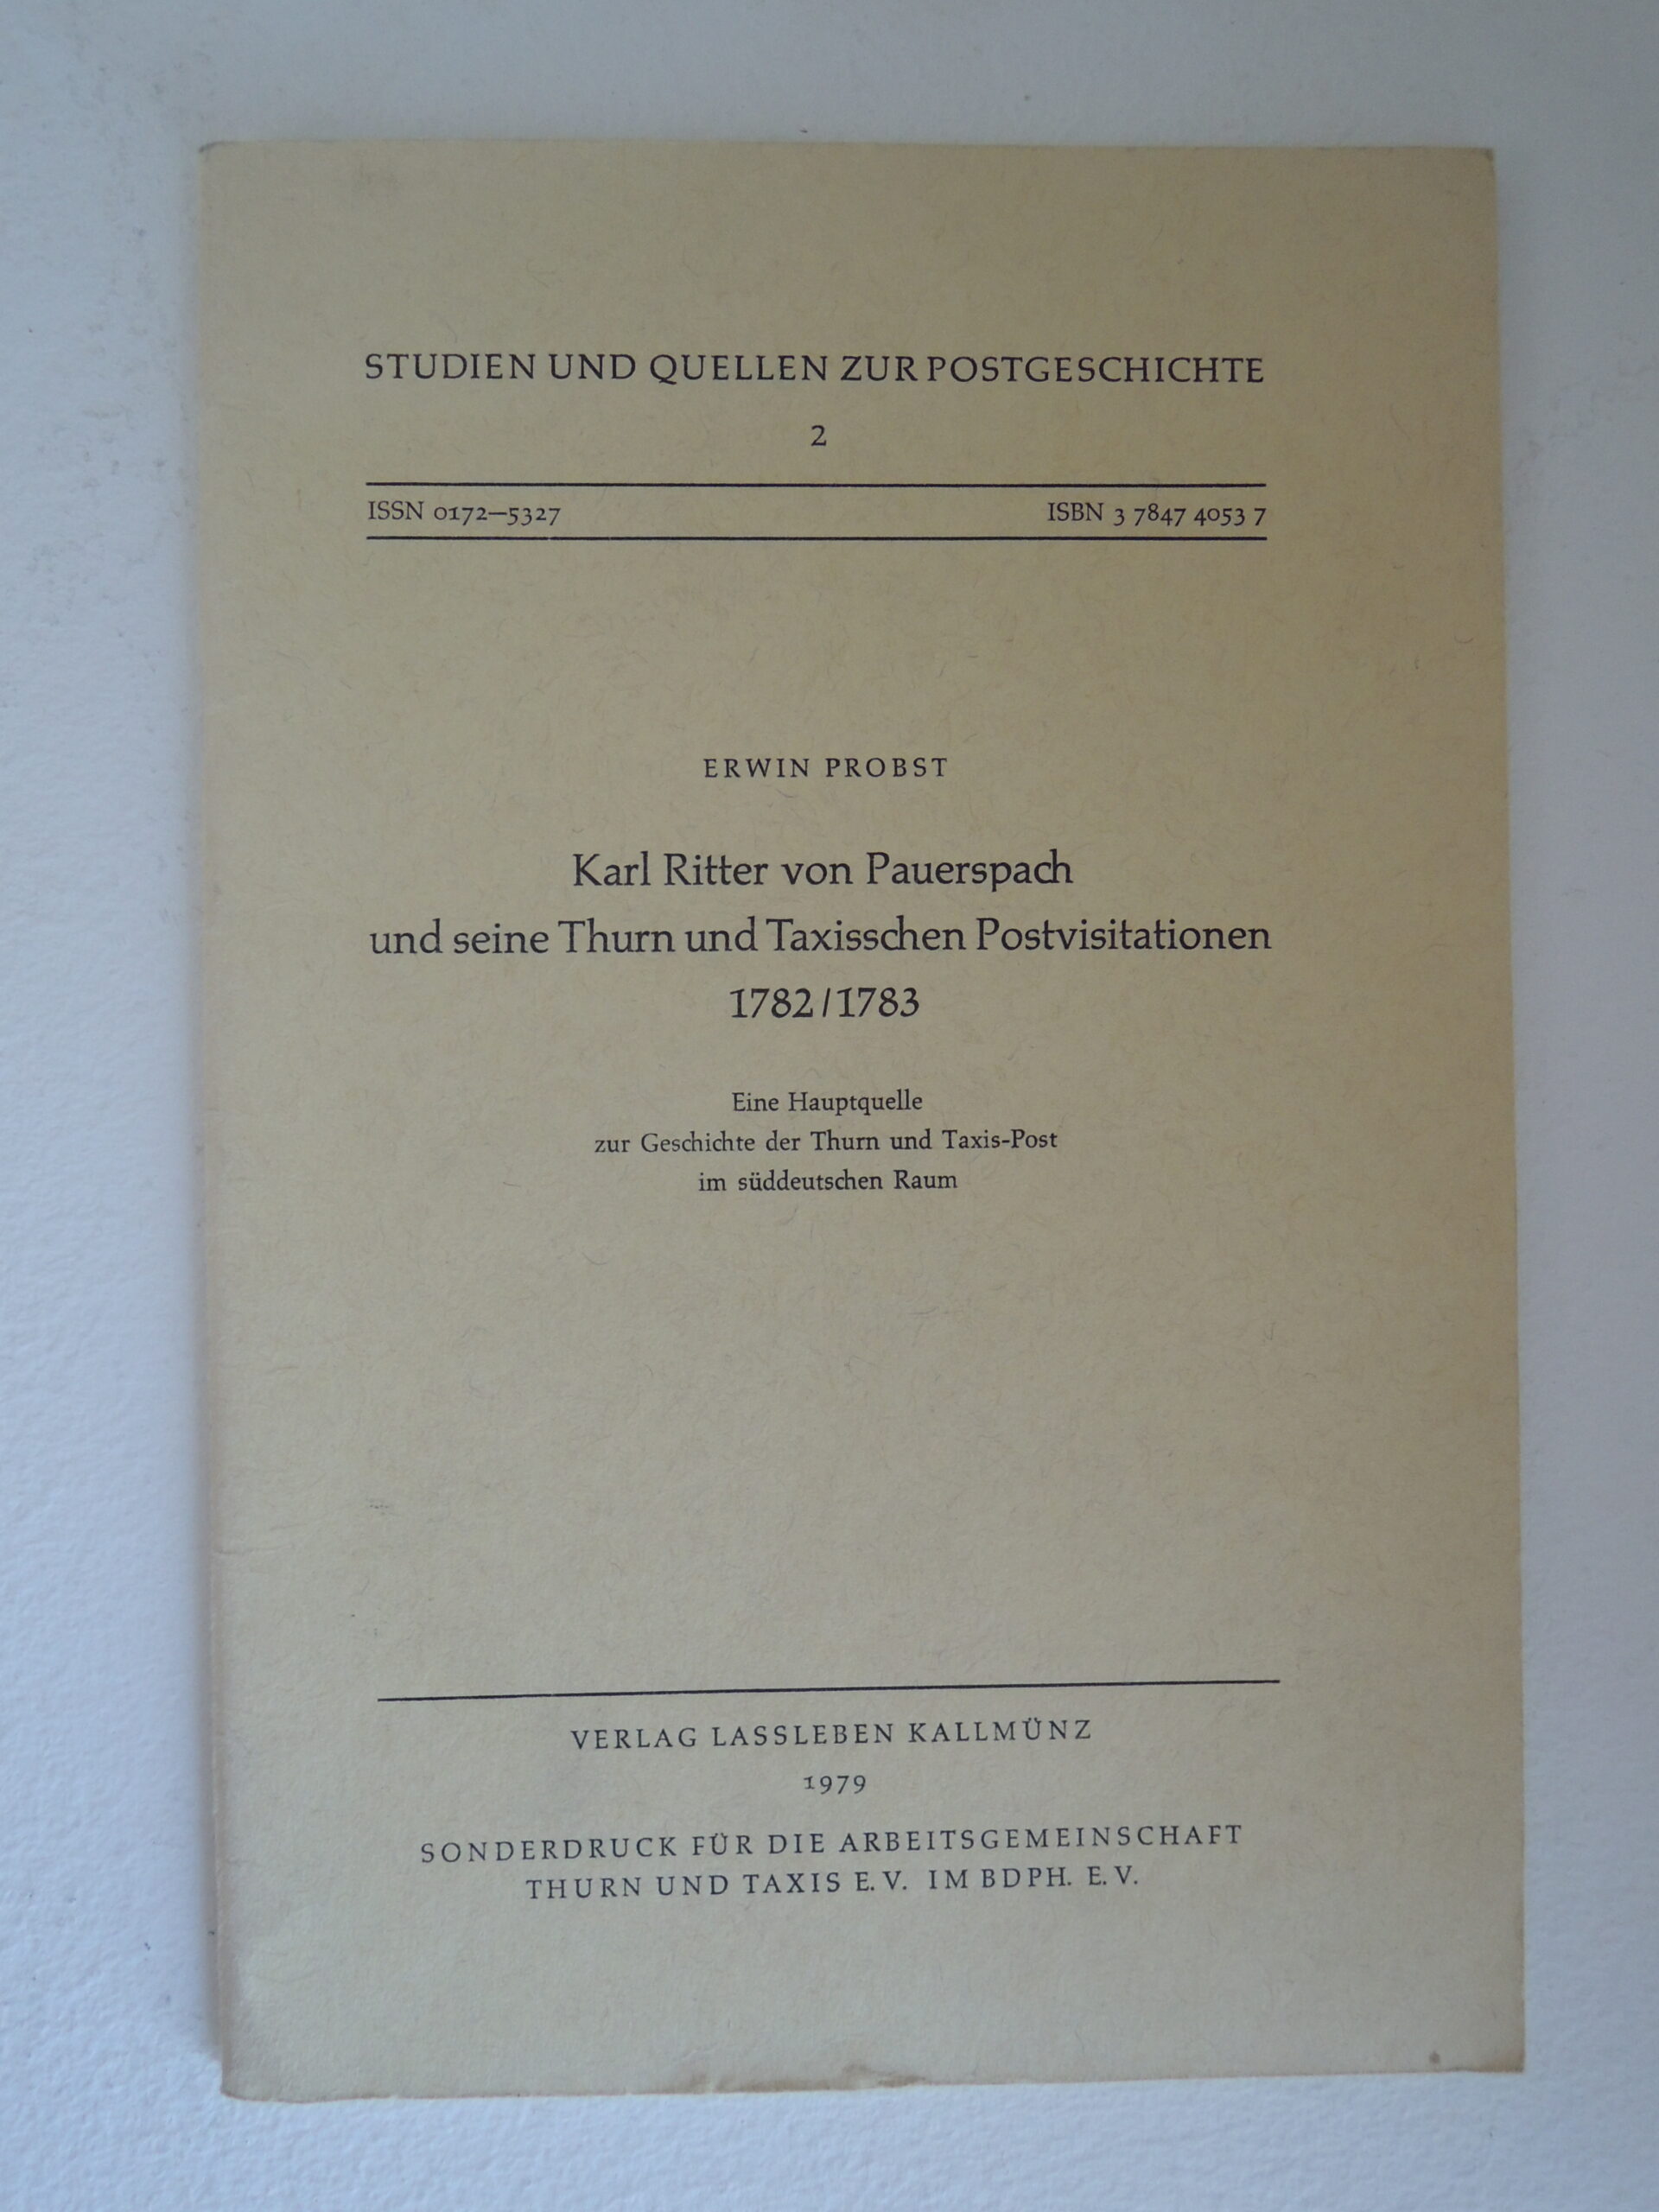 STUDIEN UND QUELLEN ZUR POSTGESCHICHTE
2
ISSN 0172—5327 ISBN 3 7847 4053 7
ERWIN PROBST
Karl Ritter von Pauerspach
und seine Thurn und Taxisschen Postvisitationen
1782/1783
Eine Hauptquelle
zur Geschichte der Thurn und Taxis-Post
im süddeutschen Raum
VERLAG LASSLEBEN KALLMÜNZ
1979
SONDERDRUCK FÜR DIE ARBEITSGEMEINSCHAFT
THURN UND TAXIS E. V. IM BDPH. E. V.